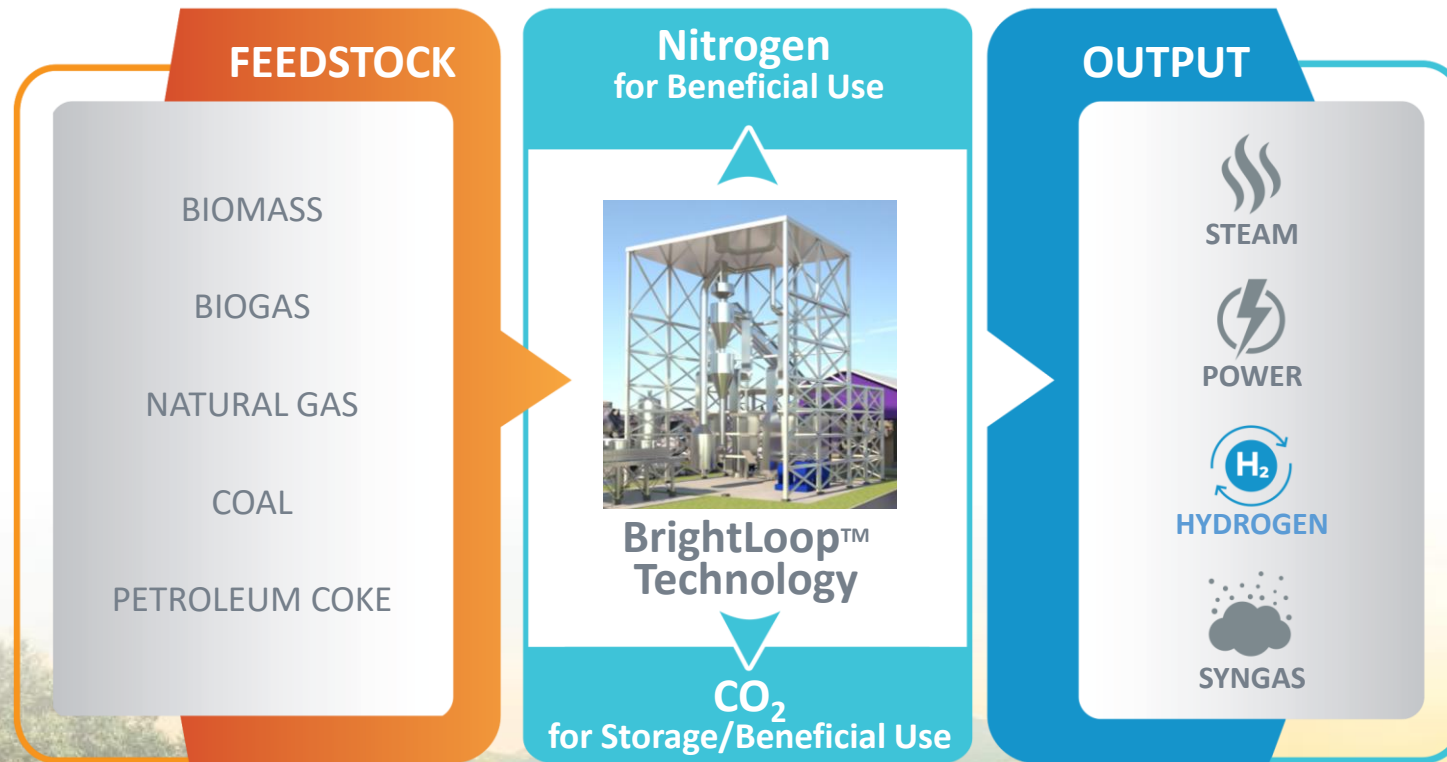 FEEDSTOCK
BIOMASS
BIOGAS
NATURAL GAS
COAL
PETROLEUM COKE
Nitrogen
for Beneficial Use
BrightLoop™
Technology
CO₂
for Storage/Beneficial Use
OUTPUT
STEAM
POWER
H₂
HYDROGEN
SYNGAS